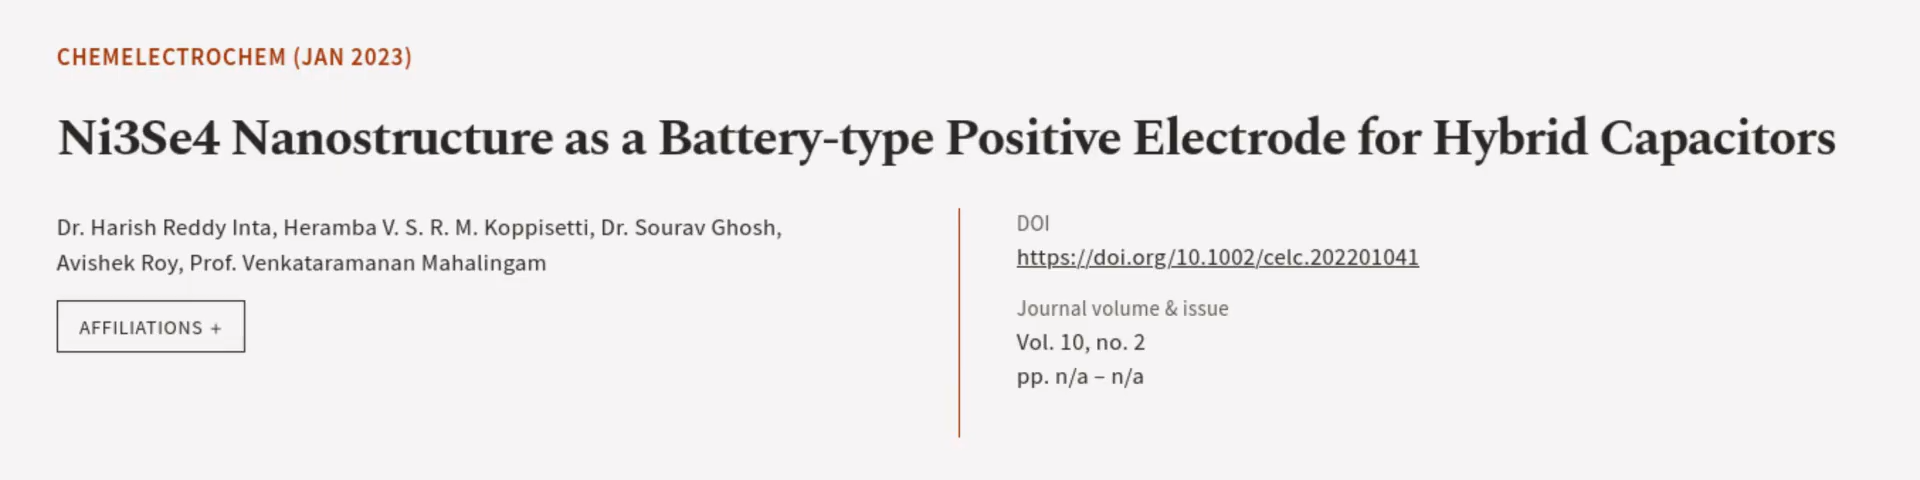 CHEMELECTROCHEM (JAN 2023)
Ni3Se4 Nanostructure as a Battery-type Positive Electrode for Hybrid Capacitors
Dr. Harish Reddy Inta, Heramba V. S. R. M. Koppisetti, Dr. Sourav Ghosh,
Avishek Roy, Prof. Venkataramanan Mahalingam
AFFILIATIONS +
DOI
https://doi.org/10.1002/celc.202201041
Journal volume & issue
Vol. 10, no. 2
pp. n/a – n/a